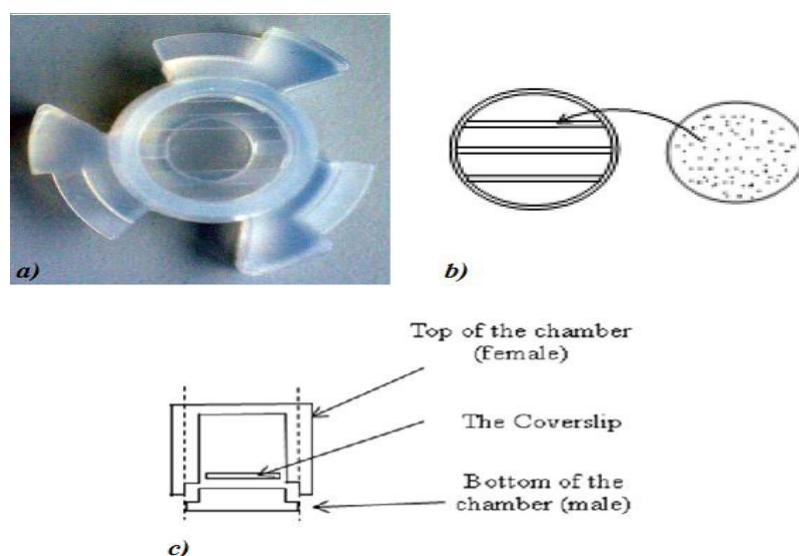 a)
b)
Top of the chamber
(female)
The Coverslip
Bottom of the
chamber (male)
c)